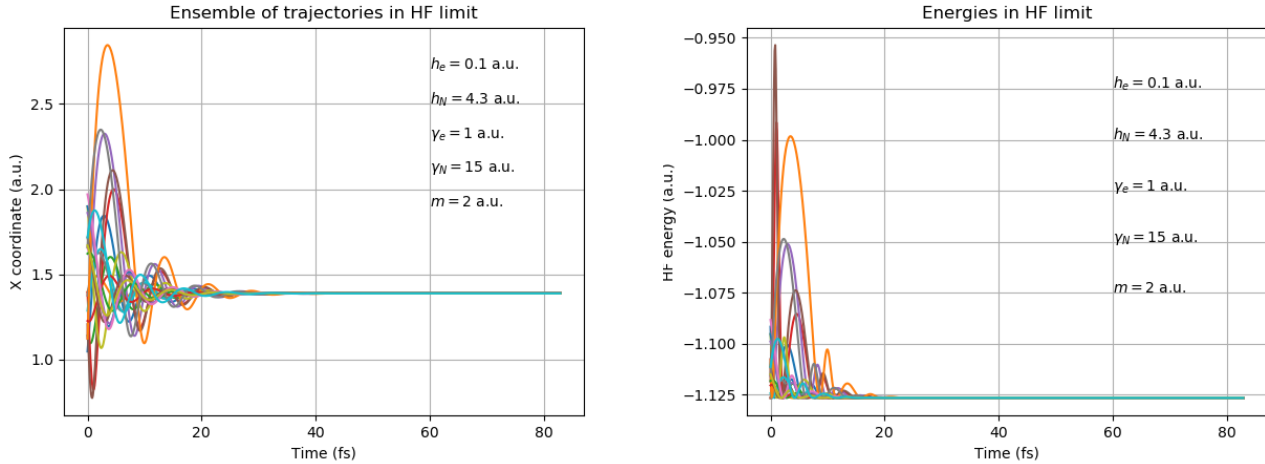 Ensemble of trajectories in HF limit
X coordinate (a.u.)
2.5
2.0
1.5
1.0
h_e = 0.1 a.u.
h_N = 4.3 a.u.
γ_e = 1 a.u.
γ_N = 15 a.u.
m = 2 a.u.
0 20 40 60 80
Time (fs)
Energies in HF limit
HF energy (a.u.)
−0.950
−0.975
−1.000
−1.025
−1.050
−1.075
−1.100
−1.125
h_e = 0.1 a.u.
h_N = 4.3 a.u.
γ_e = 1 a.u.
γ_N = 15 a.u.
m = 2 a.u.
0 20 40 60 80
Time (fs)